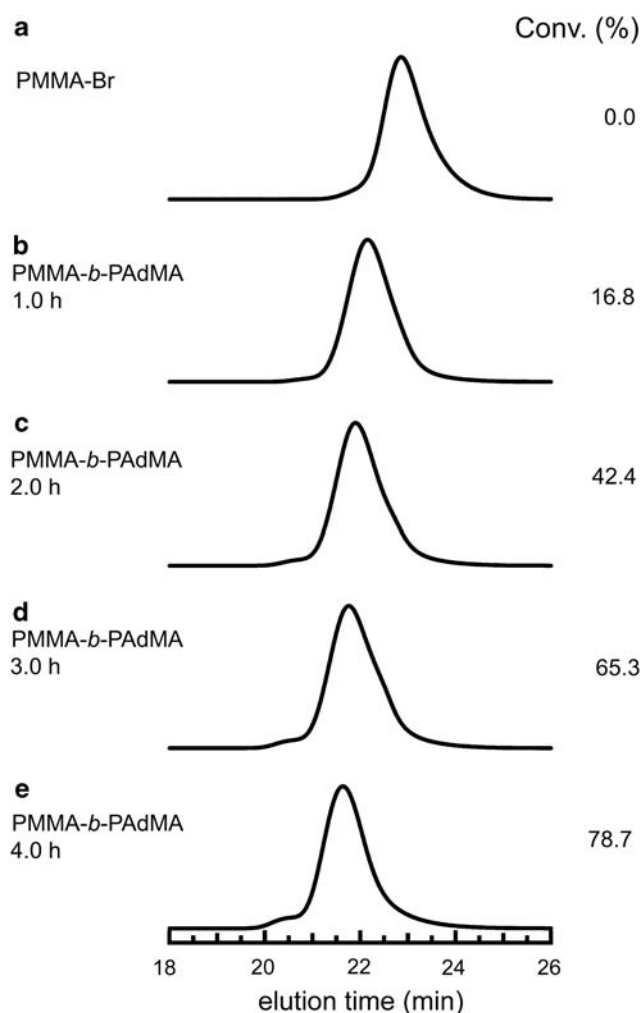 a
Conv. (%)
PMMA-Br
0.0
b
PMMA-b-PAdMA
1.0 h
16.8
c
PMMA-b-PAdMA
2.0 h
42.4
d
PMMA-b-PAdMA
3.0 h
65.3
e
PMMA-b-PAdMA
4.0 h
78.7
18 20 22 24 26
elution time (min)